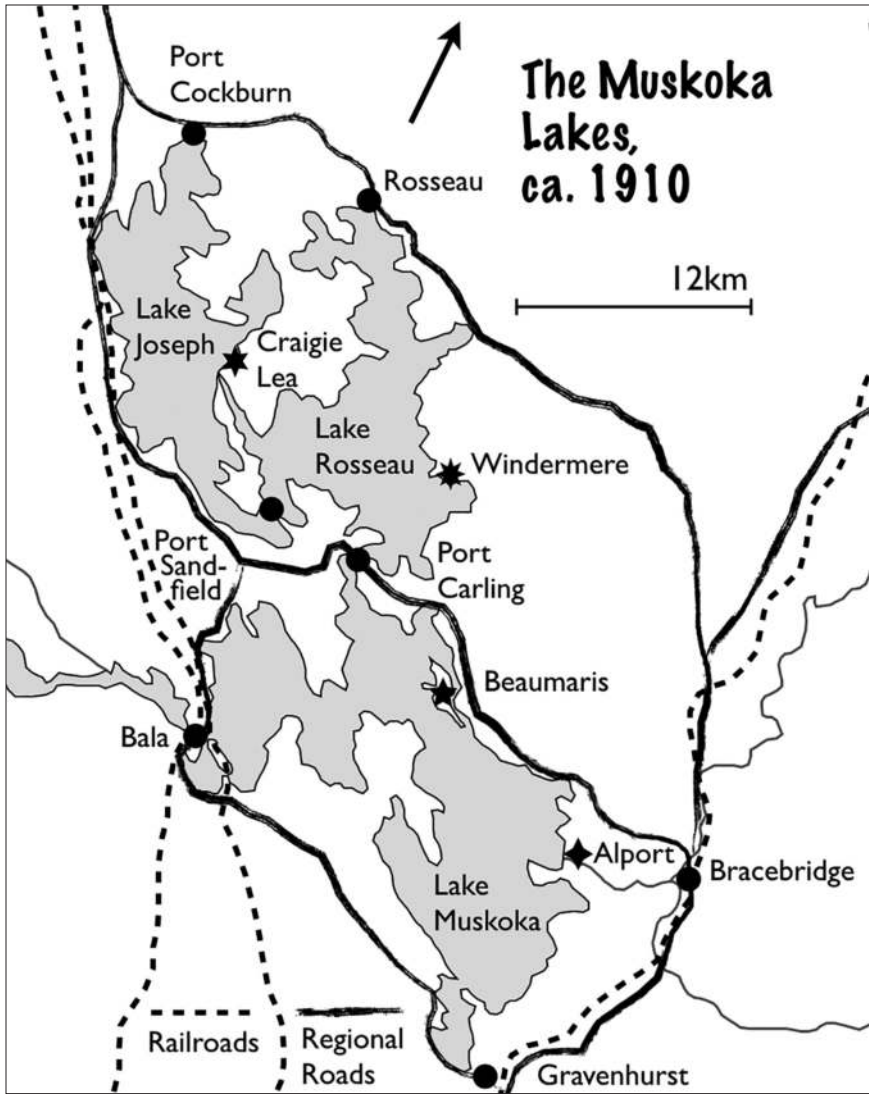 The Muskoka
Lakes,
ca. 1910
Port
Cockburn
Rosseau
12km
Lake
Joseph
Craigie
Lea
Lake
Rosseau
Windermere
Port
Sand-
field
Port
Carling
Beaumaris
Bala
Alport
Lake
Muskoka
Bracebridge
Railroads
Regional
Roads
Gravenhurst